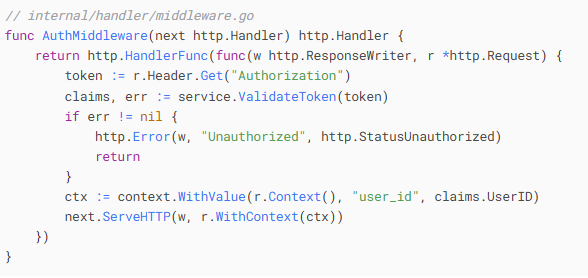 // internal/handler/middleware.go
func AuthMiddleware(next http.Handler) http.Handler {
    return http.HandlerFunc(func(w http.ResponseWriter, r *http.Request) {
        token := r.Header.Get("Authorization")
        claims, err := service.ValidateToken(token)
        if err != nil {
            http.Error(w, "Unauthorized", http.StatusUnauthorized)
            return
        }
        ctx := context.WithValue(r.Context(), "user_id", claims.UserID)
        next.ServeHTTP(w, r.WithContext(ctx))
    })
}